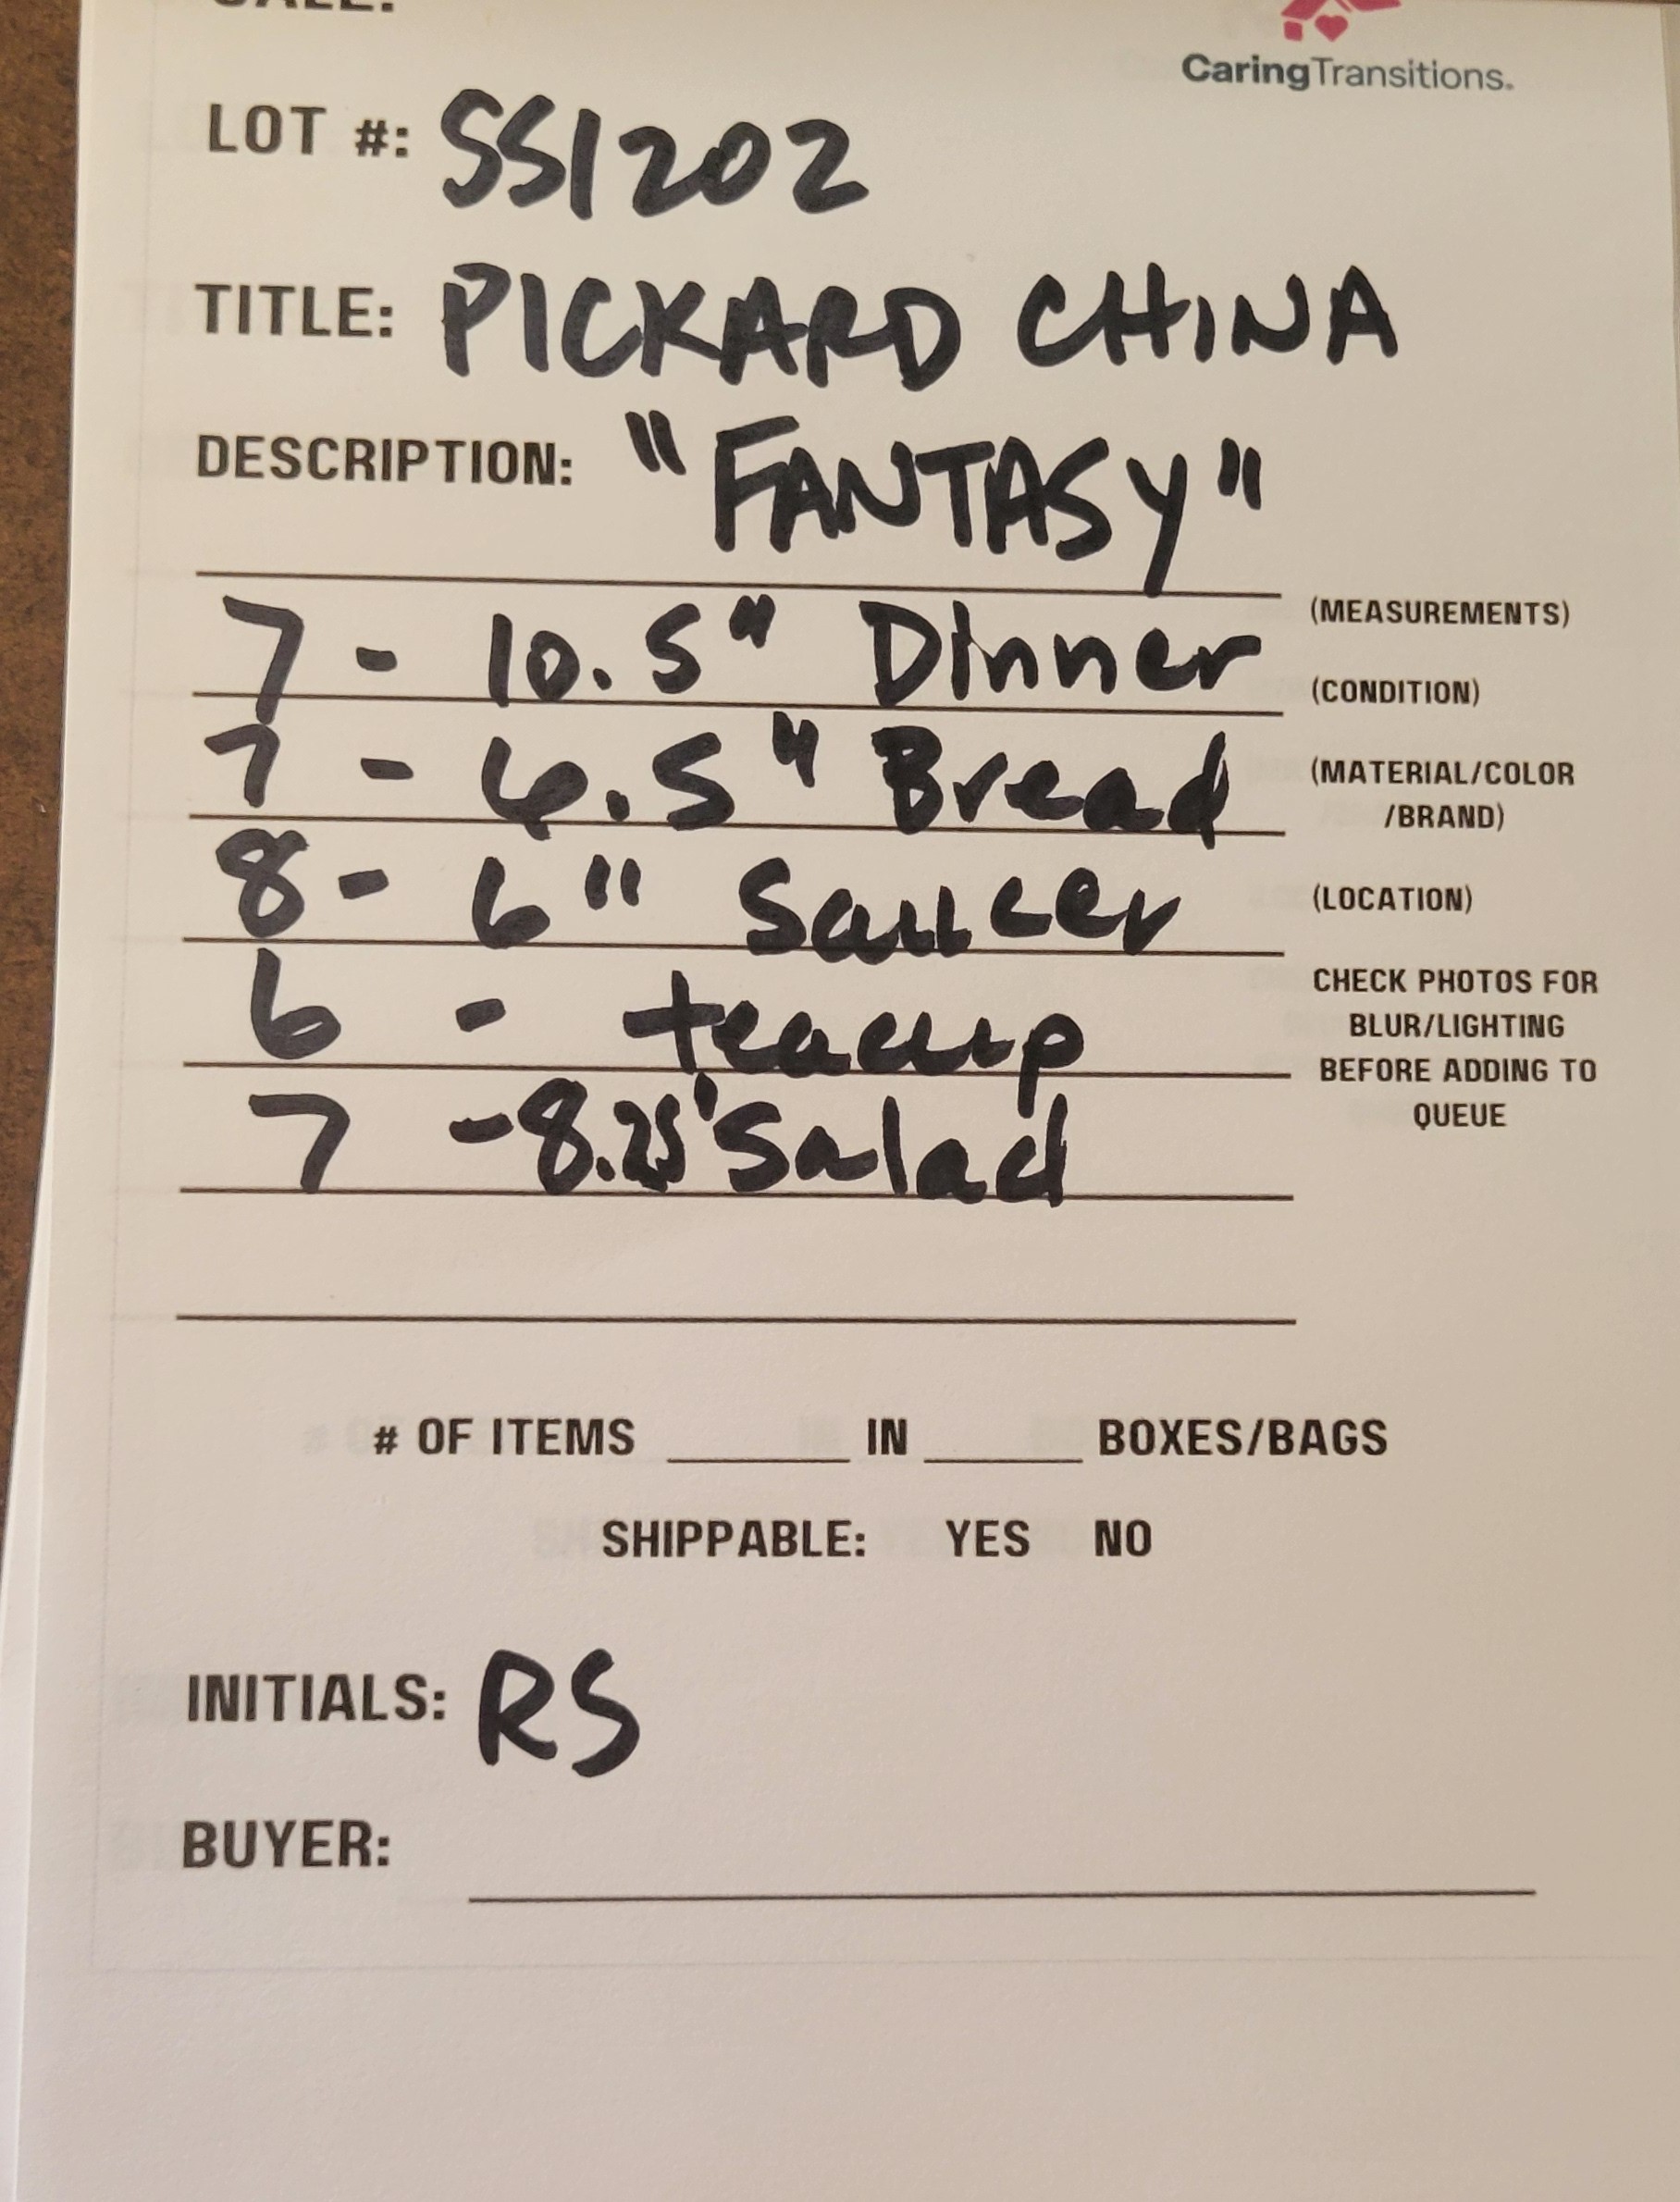 SALE:
CaringTransitions.
LOT #: SS1202
TITLE: PICKARD CHINA
DESCRIPTION: "FANTASY"
(MEASUREMENTS)
7 - 10.5" Dinner
(CONDITION)
7 - 6.5" Bread
(MATERIAL/COLOR
/BRAND)
8 - 6" Saucer
(LOCATION)
6 - teacup
CHECK PHOTOS FOR
BLUR/LIGHTING
BEFORE ADDING TO
QUEUE
7 - 8.25' Salad
# OF ITEMS IN BOXES/BAGS
SHIPPABLE: YES NO
INITIALS: RS
BUYER: